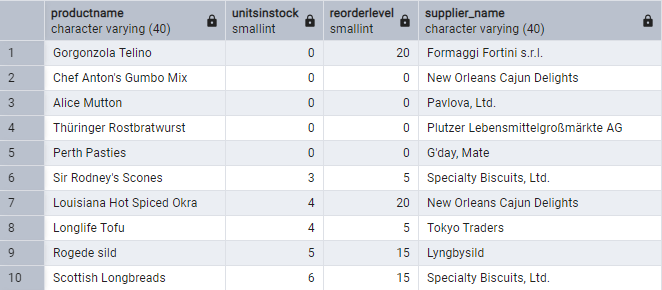 productname unitsinstock reorderlevel supplier_name
character varying (40) smallint smallint character varying (40)
1 Gorgonzola Telino 0 20 Formaggi Fortini s.r.l.
2 Chef Anton's Gumbo Mix 0 0 New Orleans Cajun Delights
3 Alice Mutton 0 0 Pavlova, Ltd.
4 Thüringer Rostbratwurst 0 0 Plutzer Lebensmittelgroßmärkte AG
5 Perth Pasties 0 0 G'day, Mate
6 Sir Rodney's Scones 3 5 Specialty Biscuits, Ltd.
7 Louisiana Hot Spiced Okra 4 20 New Orleans Cajun Delights
8 Longlife Tofu 4 5 Tokyo Traders
9 Rogede sild 5 15 Lyngbysild
10 Scottish Longbreads 6 15 Specialty Biscuits, Ltd.